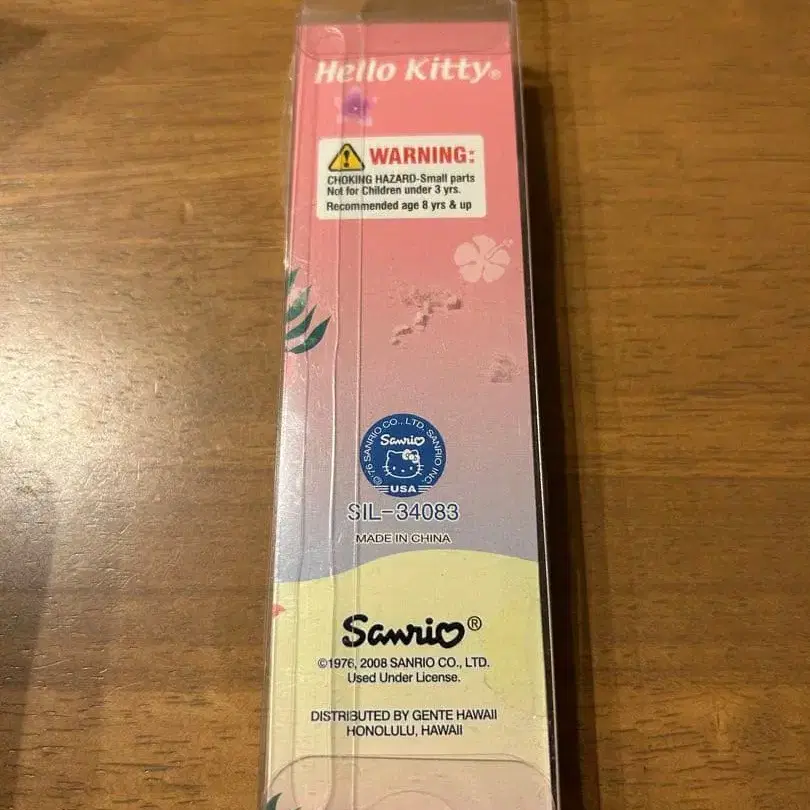 Hello Kitty®
WARNING:
CHOKING HAZARD-Small parts
Not for Children under 3 yrs.
Recommended age 8 yrs & up
©'76 SANRIO CO., LTD. SANRIO INC.
Sanrio
USA
SIL-34083
MADE IN CHINA
Sanrio®
©1976, 2008 SANRIO CO., LTD.
Used Under License.
DISTRIBUTED BY GENTE HAWAII
HONOLULU, HAWAII